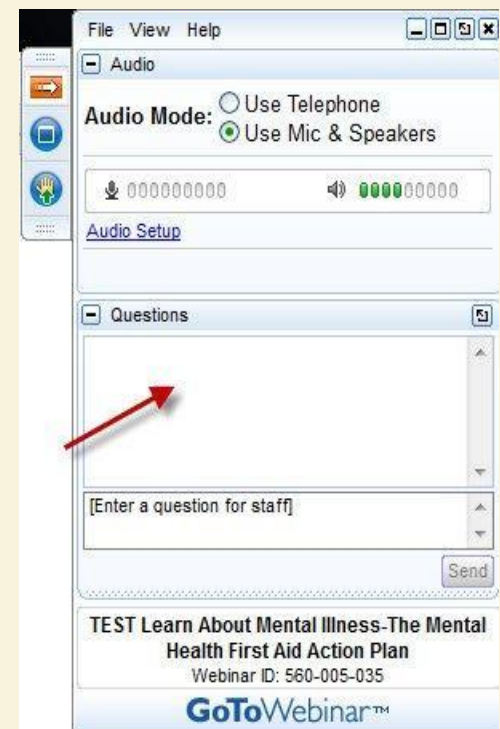 File View Help
Audio
Audio Mode: Use Telephone
Use Mic & Speakers
Audio Setup
Questions
[Enter a question for staff]
Send
TEST Learn About Mental Illness-The Mental
Health First Aid Action Plan
Webinar ID: 560-005-035
GoToWebinar™